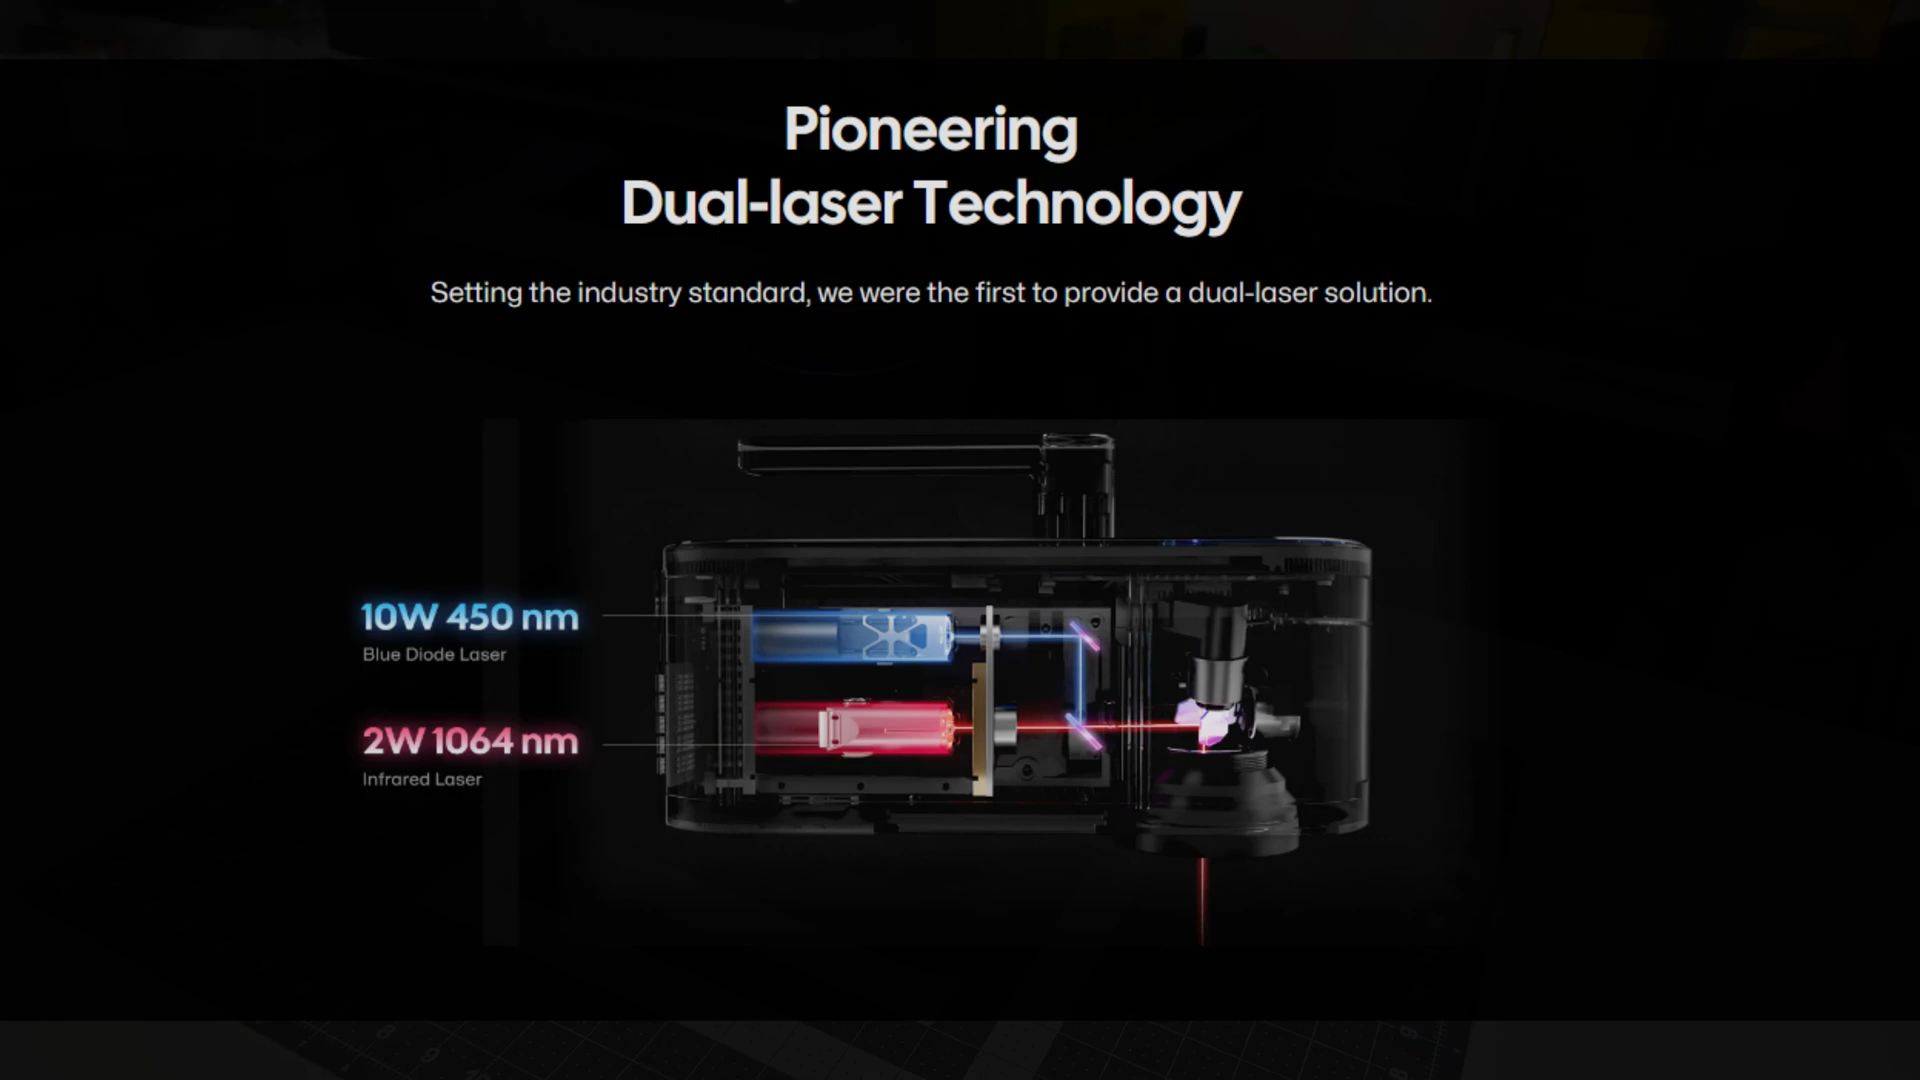 Pioneering
Dual-laser Technology
Setting the industry standard, we were the first to provide a dual-laser solution.
10W 450 nm
Blue Diode Laser
2W 1064 nm
Infrared Laser